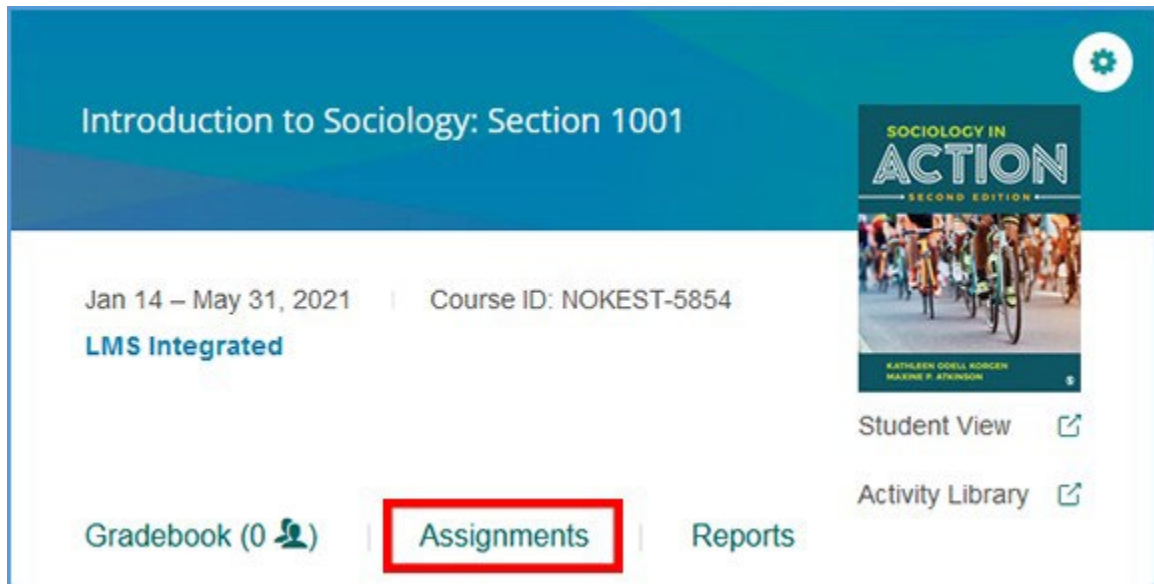 Introduction to Sociology: Section 1001
SOCIOLOGY IN
ACTION
SECOND EDITION
KATHLEEN ODELL KORGEN
MAXINE P. ATKINSON
Jan 14 – May 31, 2021
Course ID: NOKEST-5854
LMS Integrated
Student View
Activity Library
Gradebook (0 )
Assignments
Reports